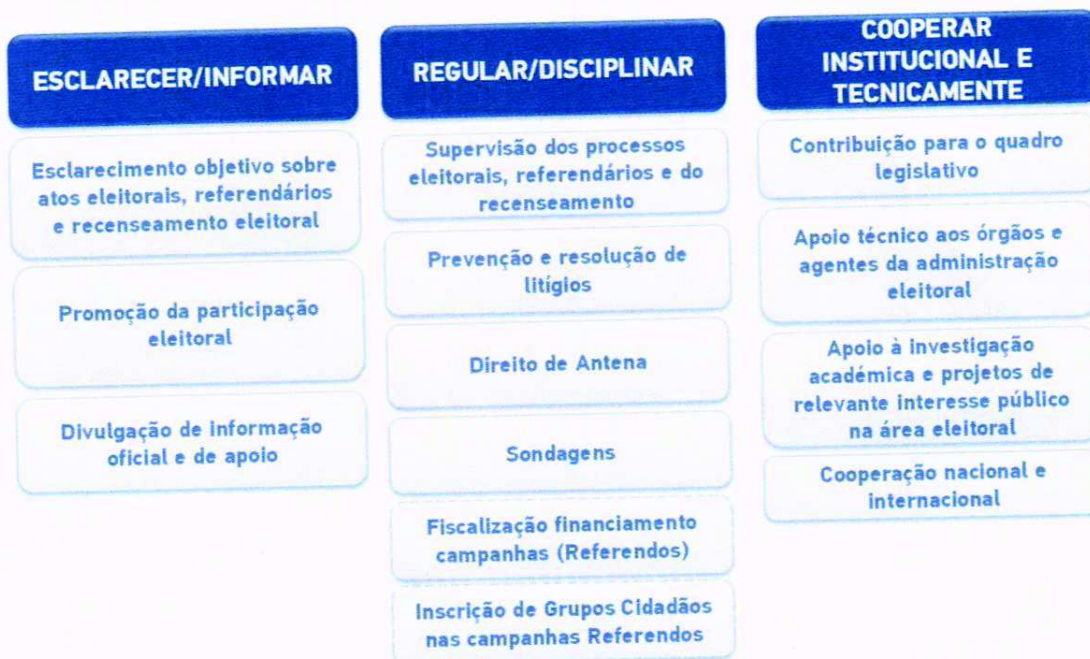 ESCLARECER/INFORMAR
Esclarecimento objetivo sobre
atos eleitorais, referendários
e recenseamento eleitoral
Promoção da participação
eleitoral
Divulgação de informação
oficial e de apoio
REGULAR/DISCIPLINAR
Supervisão dos processos
eleitorais, referendários e do
recenseamento
Prevenção e resolução de
litígios
Direito de Antena
Sondagens
Fiscalização financiamento
campanhas (Referendos)
Inscrição de Grupos Cidadãos
nas campanhas Referendos
COOPERAR
INSTITUCIONAL E
TECNICAMENTE
Contribuição para o quadro
legislativo
Apoio técnico aos órgãos e
agentes da administração
eleitoral
Apoio à investigação
académica e projetos de
relevante interesse público
na área eleitoral
Cooperação nacional e
internacional